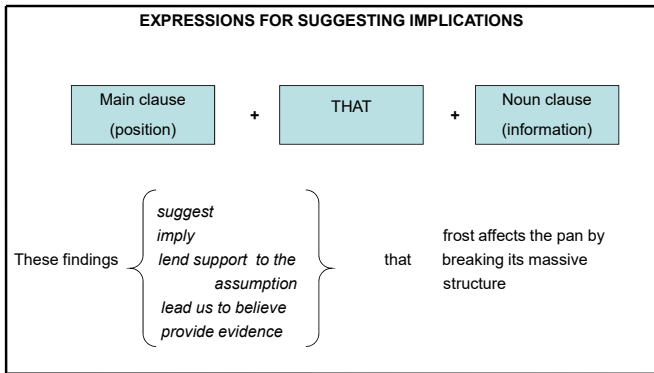 EXPRESSIONS FOR SUGGESTING IMPLICATIONS
Main clause
(position)
+
THAT
+
Noun clause
(information)
These findings
suggest
imply
lend support to the
assumption
lead us to believe
provide evidence
that
frost affects the pan by
breaking its massive
structure